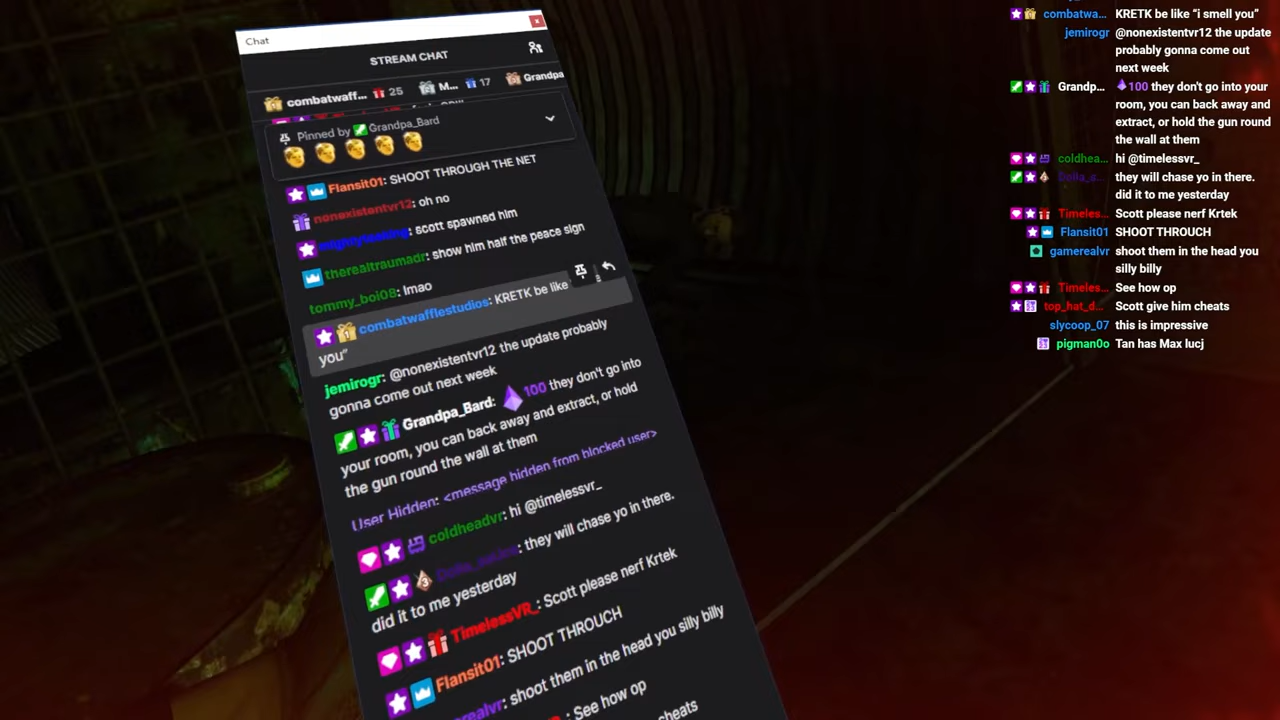 Chat
STREAM CHAT
combatwaff... 25 M... 17 Grandpa
Pinned by Grandpa_Bard
Flansit01: SHOOT THROUGH THE NET
nonexistentvr12: oh no
: scott spawned him
therealtraumadr: show him half the peace sign
tommy_boi08: lmao
combatwafflestudios: KRETK be like
you"
jemirogr: @nonexistentvr12 the update probably
gonna come out next week
Grandpa_Bard: 100 they don't go into
your room, you can back away and extract, or hold
the gun round the wall at them
User Hidden: <message hidden from blocked user>
coldheadvr: hi @timelessvr_
: they will chase yo in there.
did it to me yesterday
TimelessVR_: Scott please nerf Krtek
Flansit01: SHOOT THROUCH
erealvr: shoot them in the head you silly billy
: See how op
cheats
combatwa... KRETK be like "i smell you"
jemirogr @nonexistentvr12 the update
probably gonna come out
next week
Grandp... 100 they don't go into your
room, you can back away and
extract, or hold the gun round
the wall at them
coldhea... hi @timelessvr_
they will chase yo in there.
did it to me yesterday
Timeles... Scott please nerf Krtek
Flansit01 SHOOT THROUCH
gamerealvr shoot them in the head you
silly billy
Timeles... See how op
top_hat_d... Scott give him cheats
slycoop_07 this is impressive
pigman0o Tan has Max lucj